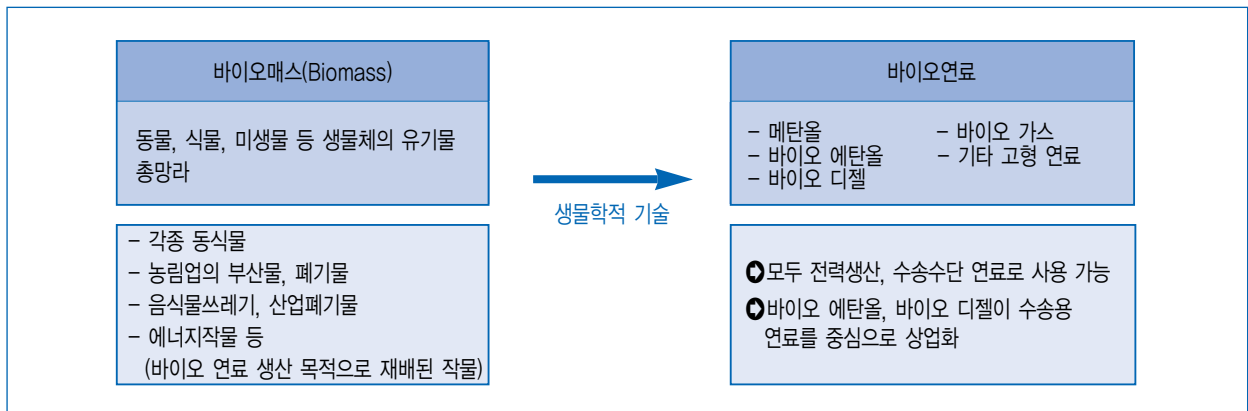 바이오매스(Biomass)
동물, 식물, 미생물 등 생물체의 유기물
총망라
– 각종 동식물
– 농림업의 부산물, 폐기물
– 음식물쓰레기, 산업폐기물
– 에너지작물 등
(바이오 연료 생산 목적으로 재배된 작물)
생물학적 기술
바이오연료
– 메탄올
– 바이오 에탄올
– 바이오 디젤
– 바이오 가스
– 기타 고형 연료
➲모두 전력생산, 수송수단 연료로 사용 가능
➲바이오 에탄올, 바이오 디젤이 수송용
연료를 중심으로 상업화